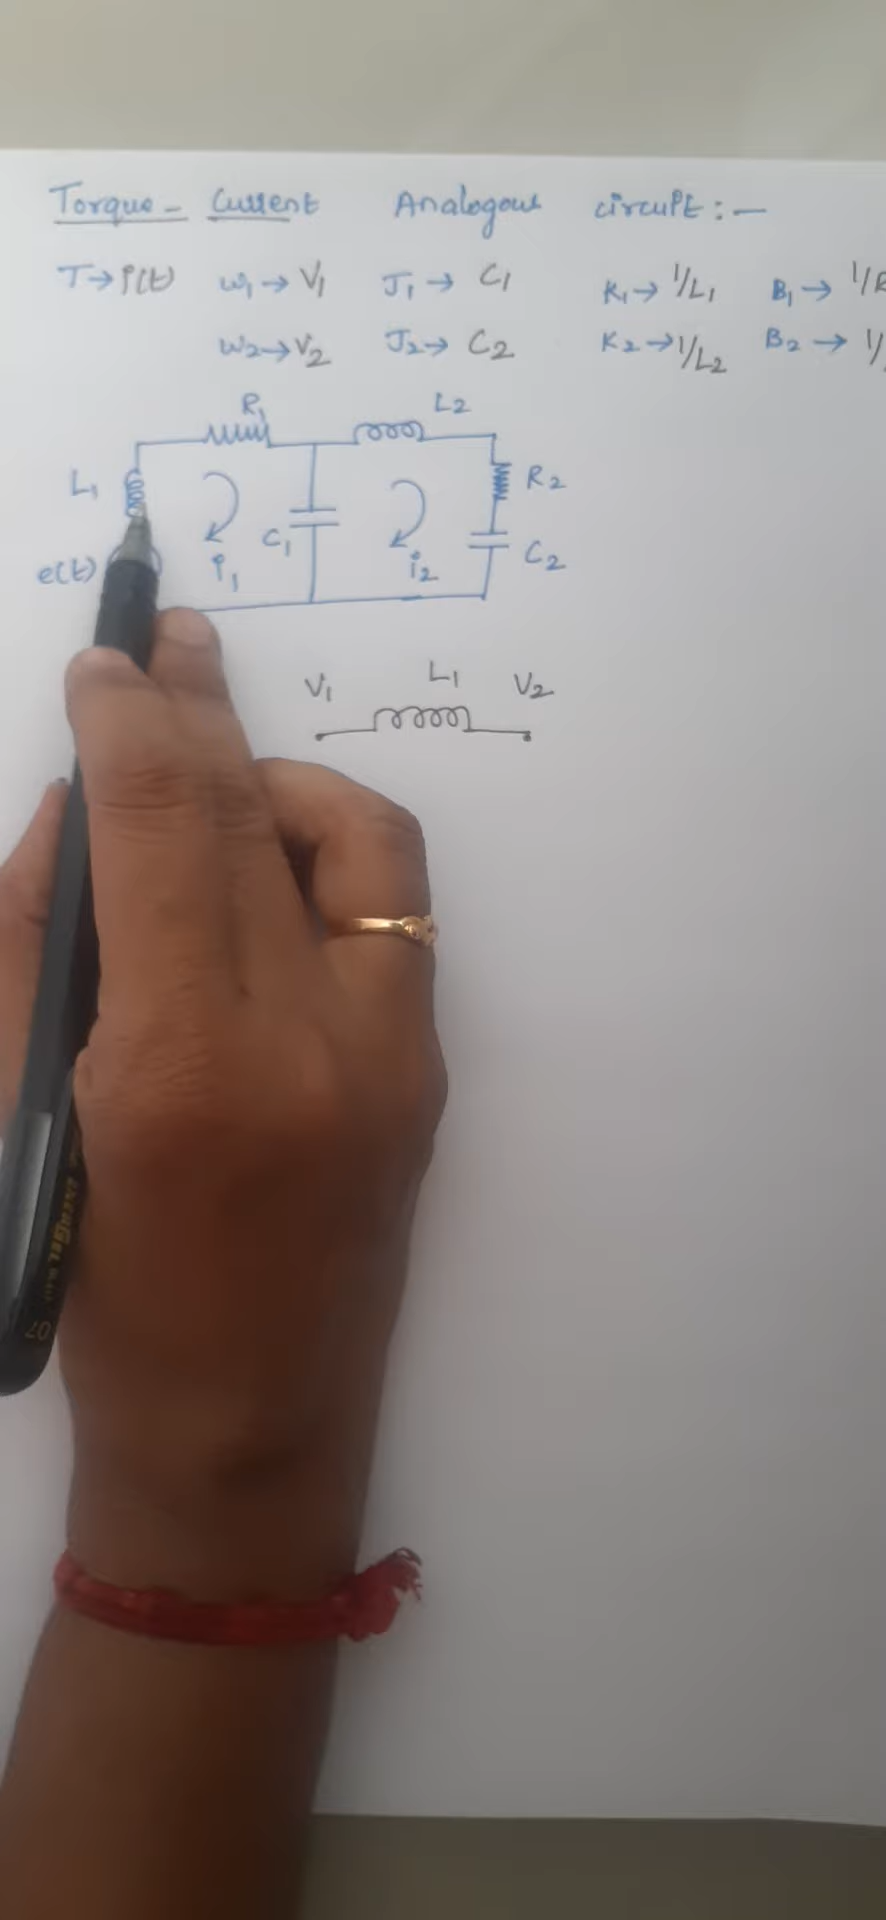 Torque - Current Analogous circuit :-
T→i(t) ω1→V1 J1→ C1 K1→ 1/L1 B1→ 1/R
ω2→V2 J2→ C2 K2→1/L2 B2→ 1/
R1 L2
L1 R2
C1 C2
e(t) i1 i2
V1 L1 V2
07